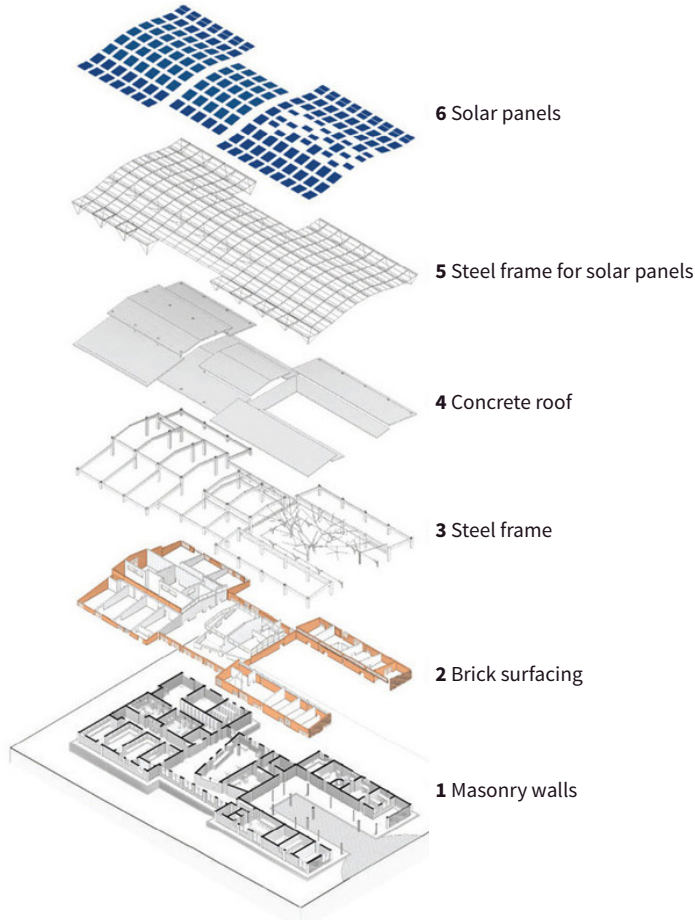 6 Solar panels
5 Steel frame for solar panels
4 Concrete roof
3 Steel frame
2 Brick surfacing
1 Masonry walls